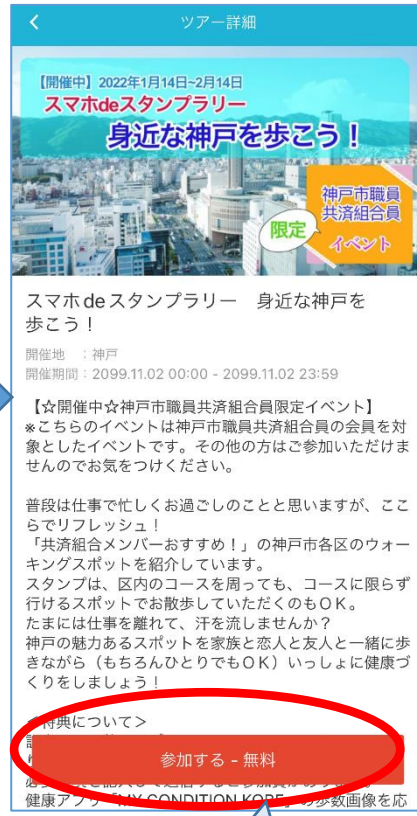 ツアー詳細
【開催中】2022年1月14日~2月14日
スマホdeスタンプラリー
身近な神戸を歩こう！
神戸市職員
共済組合員
限定
イベント
スマホdeスタンプラリー　身近な神戸を
歩こう！
開催地　：神戸
開催期間：2099.11.02 00:00 - 2099.11.02 23:59
【☆開催中☆神戸市職員共済組合員限定イベント】
※こちらのイベントは神戸市職員共済組合員の会員を対
象としたイベントです。その他の方はご参加いただけま
せんのでお気をつけください。
普段は仕事で忙しくお過ごしのことと思いますが、ここ
らでリフレッシュ！
「共済組合メンバーおすすめ！」の神戸市各区のウォー
キングスポットを紹介しています。
スタンプは、区内のコースを周っても、コースに限らず
行けるスポットでお散歩していただくのもOK。
たまには仕事を離れて、汗を流しませんか？
神戸の魅力あるスポットを家族と恋人と友人と一緒に歩
きながら（もちろんひとりでもOK）いっしょに健康づ
くりをしましょう！
＜特典について＞
参加する - 無料
健康アプリ「MY CONDITION KOBE」の歩数画像を応